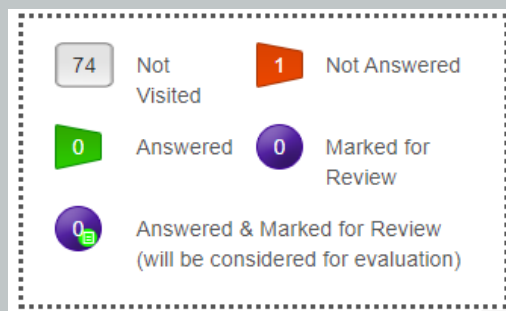 74 Not Visited
1 Not Answered
0 Answered
0 Marked for Review
0 Answered & Marked for Review
(will be considered for evaluation)